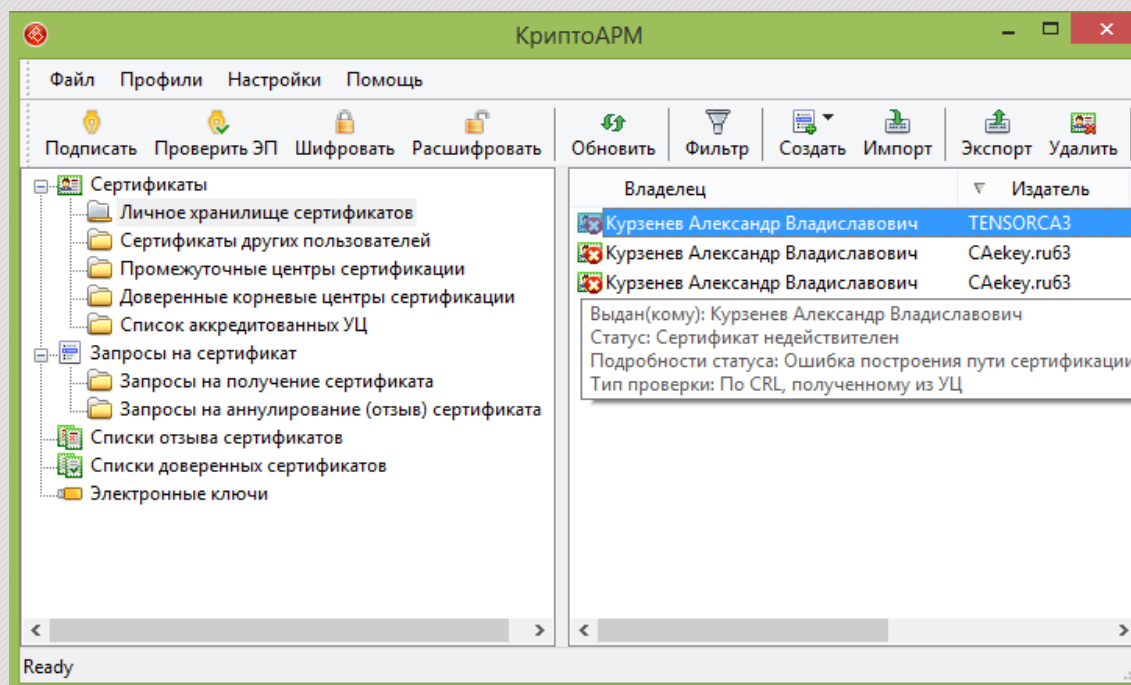 КриптоАРМ
Файл Профили Настройки Помощь
Подписать Проверить ЭП Шифровать Расшифровать Обновить Фильтр Создать Импорт Экспорт Удалить
Сертификаты
Личное хранилище сертификатов
Сертификаты других пользователей
Промежуточные центры сертификации
Доверенные корневые центры сертификации
Список аккредитованных УЦ
Запросы на сертификат
Запросы на получение сертификата
Запросы на аннулирование (отзыв) сертификата
Списки отзыва сертификатов
Списки доверенных сертификатов
Электронные ключи
Владелец Издатель
Курзенев Александр Владиславович TENSORCA3
Курзенев Александр Владиславович CAekey.ru63
Курзенев Александр Владиславович CAekey.ru63
Выдан(кому): Курзенев Александр Владиславович
Статус: Сертификат недействителен
Подробности статуса: Ошибка построения пути сертификации
Тип проверки: По CRL, полученному из УЦ
Ready